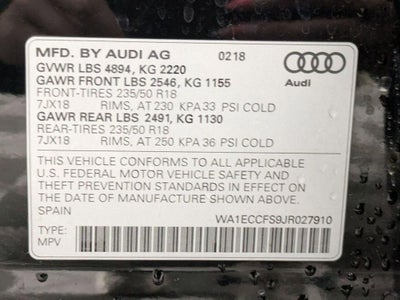 MFD. BY AUDI AG 0218
GVWR LBS 4894, KG 2220
GAWR FRONT LBS 2546, KG 1155
FRONT-TIRES 235/50 R18
7JX18 RIMS, AT 230 KPA 33 PSI COLD
GAWR REAR LBS 2491, KG 1130
REAR-TIRES 235/50 R18
7JX18 RIMS, AT 250 KPA 36 PSI COLD
Audi
THIS VEHICLE CONFORMS TO ALL APPLICABLE
U.S. FEDERAL MOTOR VEHICLE SAFETY AND
THEFT PREVENTION STANDARDS IN EFFECT ON
THE DATE OF MANUFACTURE SHOWN ABOVE.
SPAIN
WA1ECCFS9JR027910
TYPE:
MPV